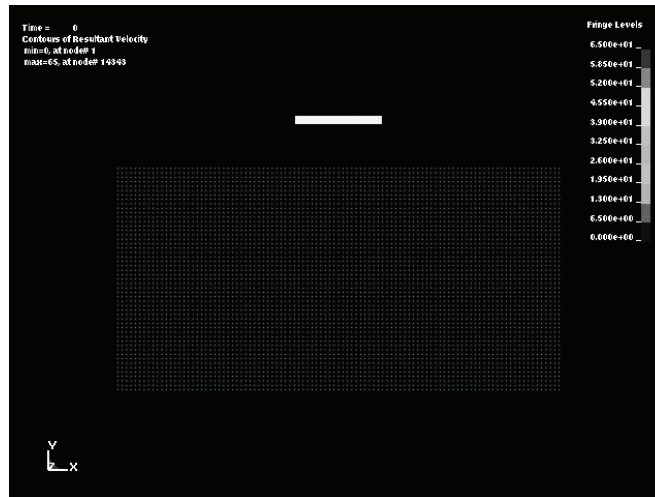 Time = 0
Contours of Resultant Velocity
min=0, at node# 1
max=65, at node# 14343
Fringe Levels
6.500e+01
5.850e+01
5.200e+01
4.550e+01
3.900e+01
3.250e+01
2.600e+01
1.950e+01
1.300e+01
6.500e+00
0.000e+00
Y
Z X